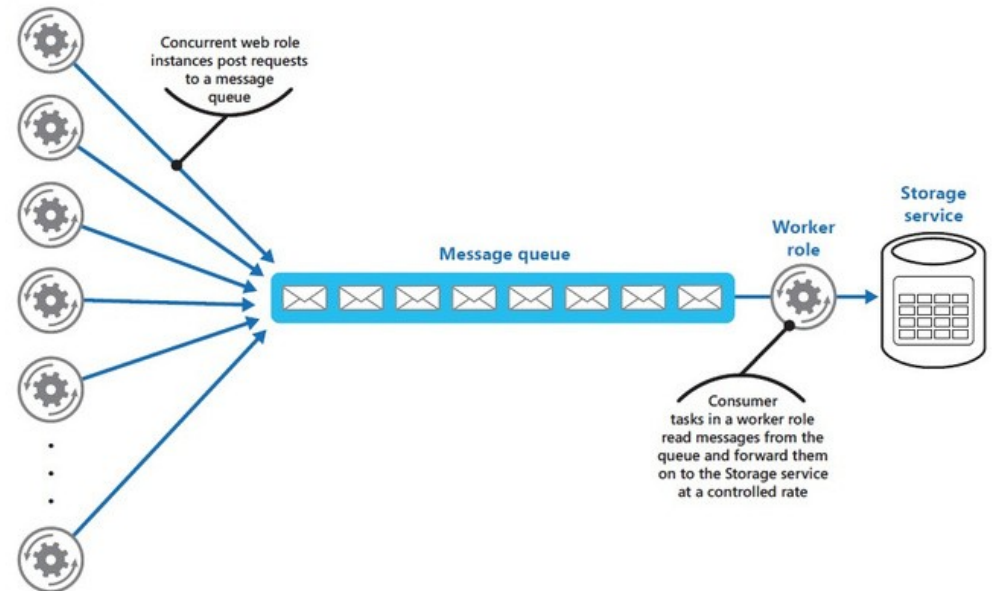 Concurrent web role
instances post requests
to a message
queue
Storage
service
Worker
role
Message queue
Consumer
tasks in a worker role
read messages from the
queue and forward them
on to the Storage service
at a controlled rate